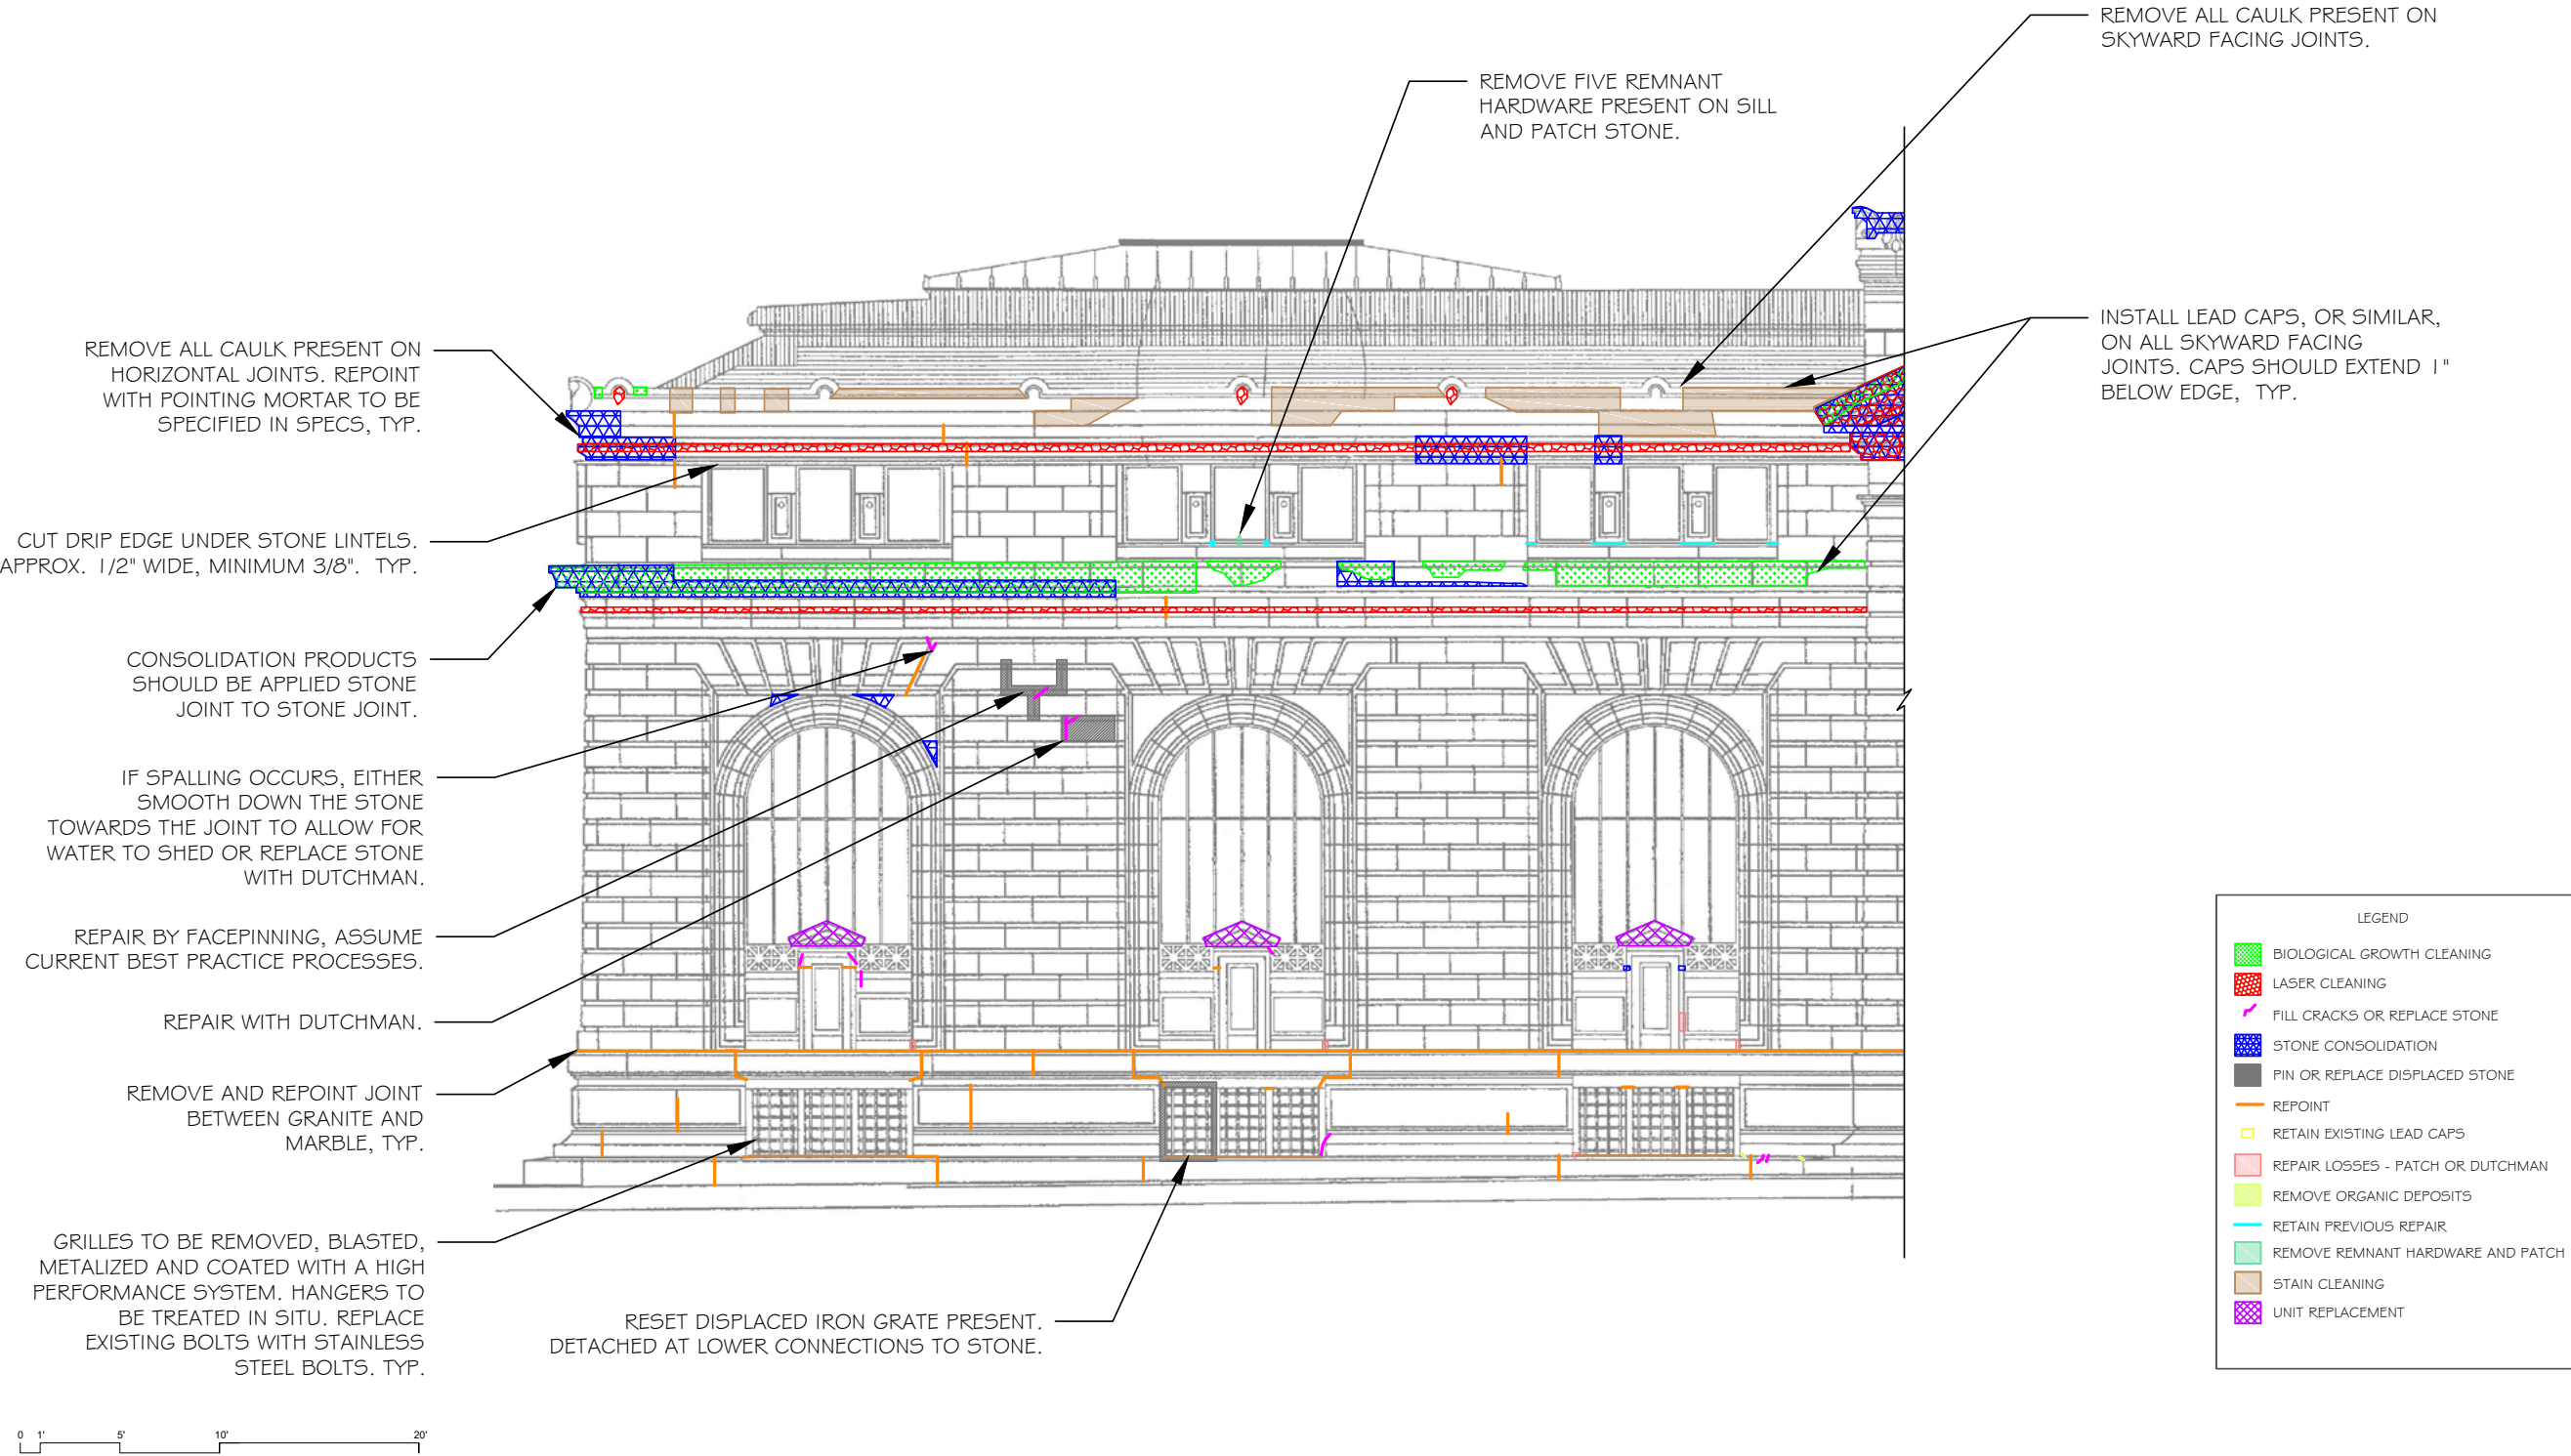 REMOVE ALL CAULK PRESENT ON
SKYWARD FACING JOINTS.
REMOVE FIVE REMNANT
HARDWARE PRESENT ON SILL
AND PATCH STONE.
INSTALL LEAD CAPS, OR SIMILAR,
ON ALL SKYWARD FACING
JOINTS. CAPS SHOULD EXTEND 1"
BELOW EDGE, TYP.
REMOVE ALL CAULK PRESENT ON
HORIZONTAL JOINTS. REPOINT
WITH POINTING MORTAR TO BE
SPECIFIED IN SPECS, TYP.
CUT DRIP EDGE UNDER STONE LINTELS.
APPROX. 1/2" WIDE, MINIMUM 3/8". TYP.
CONSOLIDATION PRODUCTS
SHOULD BE APPLIED STONE
JOINT TO STONE JOINT.
IF SPALLING OCCURS, EITHER
SMOOTH DOWN THE STONE
TOWARDS THE JOINT TO ALLOW FOR
WATER TO SHED OR REPLACE STONE
WITH DUTCHMAN.
REPAIR BY FACEPINNING, ASSUME
CURRENT BEST PRACTICE PROCESSES.
REPAIR WITH DUTCHMAN.
REMOVE AND REPOINT JOINT
BETWEEN GRANITE AND
MARBLE, TYP.
GRILLES TO BE REMOVED, BLASTED,
METALIZED AND COATED WITH A HIGH
PERFORMANCE SYSTEM. HANGERS TO
BE TREATED IN SITU. REPLACE
EXISTING BOLTS WITH STAINLESS
STEEL BOLTS. TYP.
RESET DISPLACED IRON GRATE PRESENT.
DETACHED AT LOWER CONNECTIONS TO STONE.
LEGEND
BIOLOGICAL GROWTH CLEANING
LASER CLEANING
FILL CRACKS OR REPLACE STONE
STONE CONSOLIDATION
PIN OR REPLACE DISPLACED STONE
REPOINT
RETAIN EXISTING LEAD CAPS
REPAIR LOSSES - PATCH OR DUTCHMAN
REMOVE ORGANIC DEPOSITS
RETAIN PREVIOUS REPAIR
REMOVE REMNANT HARDWARE AND PATCH
STAIN CLEANING
UNIT REPLACEMENT
0 1' 5' 10' 20'